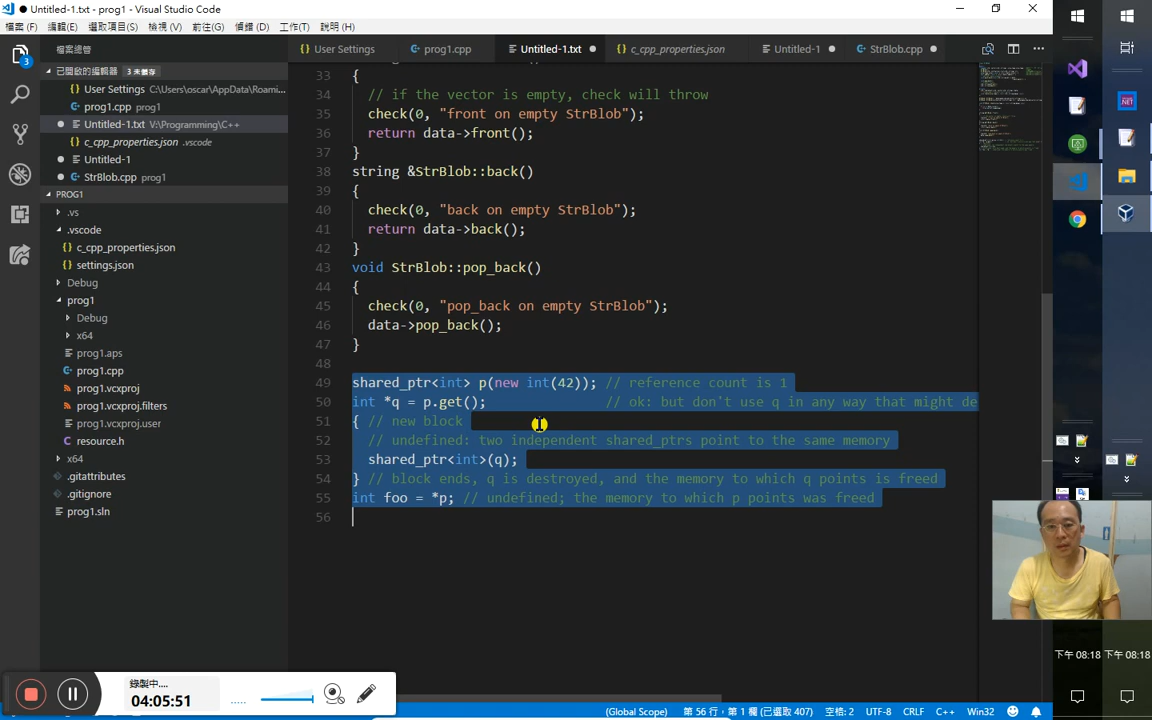 ● Untitled-1.txt - prog1 - Visual Studio Code
檔案 (F) 編輯(E) 選取項目(S) 檢視 (V) 前往(G) 偵錯 (D) 工作(T) 說明 (H)
檔案總管
User Settings
prog1.cpp
Untitled-1.txt ●
c_cpp_properties.json
Untitled-1 ●
StrBlob.cpp ●
3
已開啟的編輯器 3 未儲存
User Settings C:\Users\oscar\AppData\Roami...
prog1.cpp prog1
● Untitled-1.txt V:\Programming\C++
c_cpp_properties.json .vscode
● Untitled-1
● StrBlob.cpp prog1
PROG1
.vs
.vscode
c_cpp_properties.json
settings.json
Debug
prog1
Debug
x64
prog1.aps
prog1.cpp
prog1.vcxproj
prog1.vcxproj.filters
prog1.vcxproj.user
resource.h
x64
.gitattributes
.gitignore
prog1.sln
33 {
34 // if the vector is empty, check will throw
35 check(0, "front on empty StrBlob");
36 return data->front();
37 }
38 string &StrBlob::back()
39 {
40 check(0, "back on empty StrBlob");
41 return data->back();
42 }
43 void StrBlob::pop_back()
44 {
45 check(0, "pop_back on empty StrBlob");
46 data->pop_back();
47 }
48
49 shared_ptr<int> p(new int(42)); // reference count is 1
50 int *q = p.get(); // ok: but don't use q in any way that might de
51 { // new block
52 // undefined: two independent shared_ptrs point to the same memory
53 shared_ptr<int>(q);
54 } // block ends, q is destroyed, and the memory to which q points is freed
55 int foo = *p; // undefined; the memory to which p points was freed
56
.NET
下午 08:18 下午 08:18
錄製中....
04:05:51
(Global Scope) 第 56 行，第 1 欄 (已選取 407) 空格: 2 UTF-8 CRLF C++ Win32